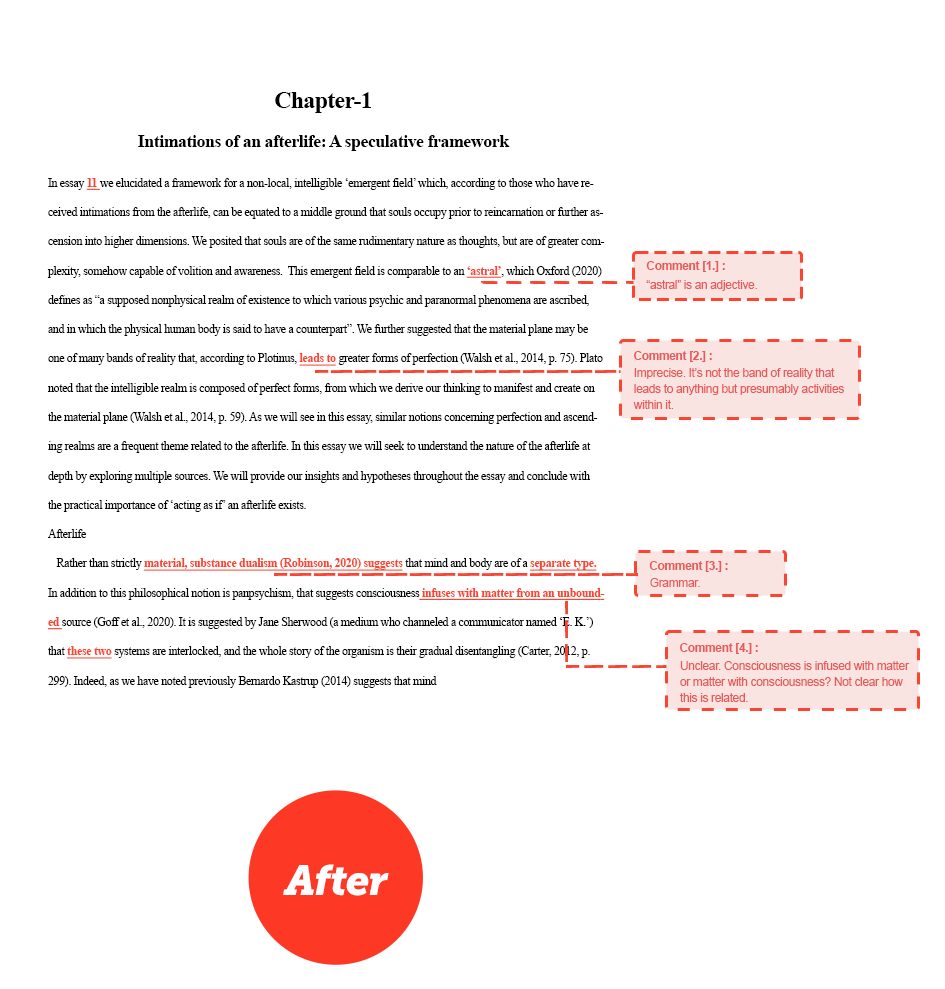 Chapter-1
Intimations of an afterlife: A speculative framework
In essay 11 we elucidated a framework for a non-local, intelligible ‘emergent field’ which, according to those who have re-
ceived intimations from the afterlife, can be equated to a middle ground that souls occupy prior to reincarnation or further as-
cension into higher dimensions. We posited that souls are of the same rudimentary nature as thoughts, but are of greater com-
plexity, somehow capable of volition and awareness.  This emergent field is comparable to an ‘astral’, which Oxford (2020)
defines as “a supposed nonphysical realm of existence to which various psychic and paranormal phenomena are ascribed,
and in which the physical human body is said to have a counterpart”. We further suggested that the material plane may be
one of many bands of reality that, according to Plotinus, leads to greater forms of perfection (Walsh et al., 2014, p. 75). Plato
noted that the intelligible realm is composed of perfect forms, from which we derive our thinking to manifest and create on
the material plane (Walsh et al., 2014, p. 59). As we will see in this essay, similar notions concerning perfection and ascend-
ing realms are a frequent theme related to the afterlife. In this essay we will seek to understand the nature of the afterlife at
depth by exploring multiple sources. We will provide our insights and hypotheses throughout the essay and conclude with
the practical importance of ‘acting as if’ an afterlife exists.
Afterlife
Rather than strictly material, substance dualism (Robinson, 2020) suggests that mind and body are of a separate type.
In addition to this philosophical notion is panpsychism, that suggests consciousness infuses with matter from an unbound-
ed source (Goff et al., 2020). It is suggested by Jane Sherwood (a medium who channeled a communicator named ‘E. K.’)
that these two systems are interlocked, and the whole story of the organism is their gradual disentangling (Carter, 2012, p.
299). Indeed, as we have noted previously Bernardo Kastrup (2014) suggests that mind
Comment [1.] :
“astral” is an adjective.
Comment [2.] :
Imprecise. It’s not the band of reality that
leads to anything but presumably activities
within it.
Comment [3.] :
Grammar.
Comment [4.] :
Unclear. Consciousness is infused with matter
or matter with consciousness? Not clear how
this is related.
After